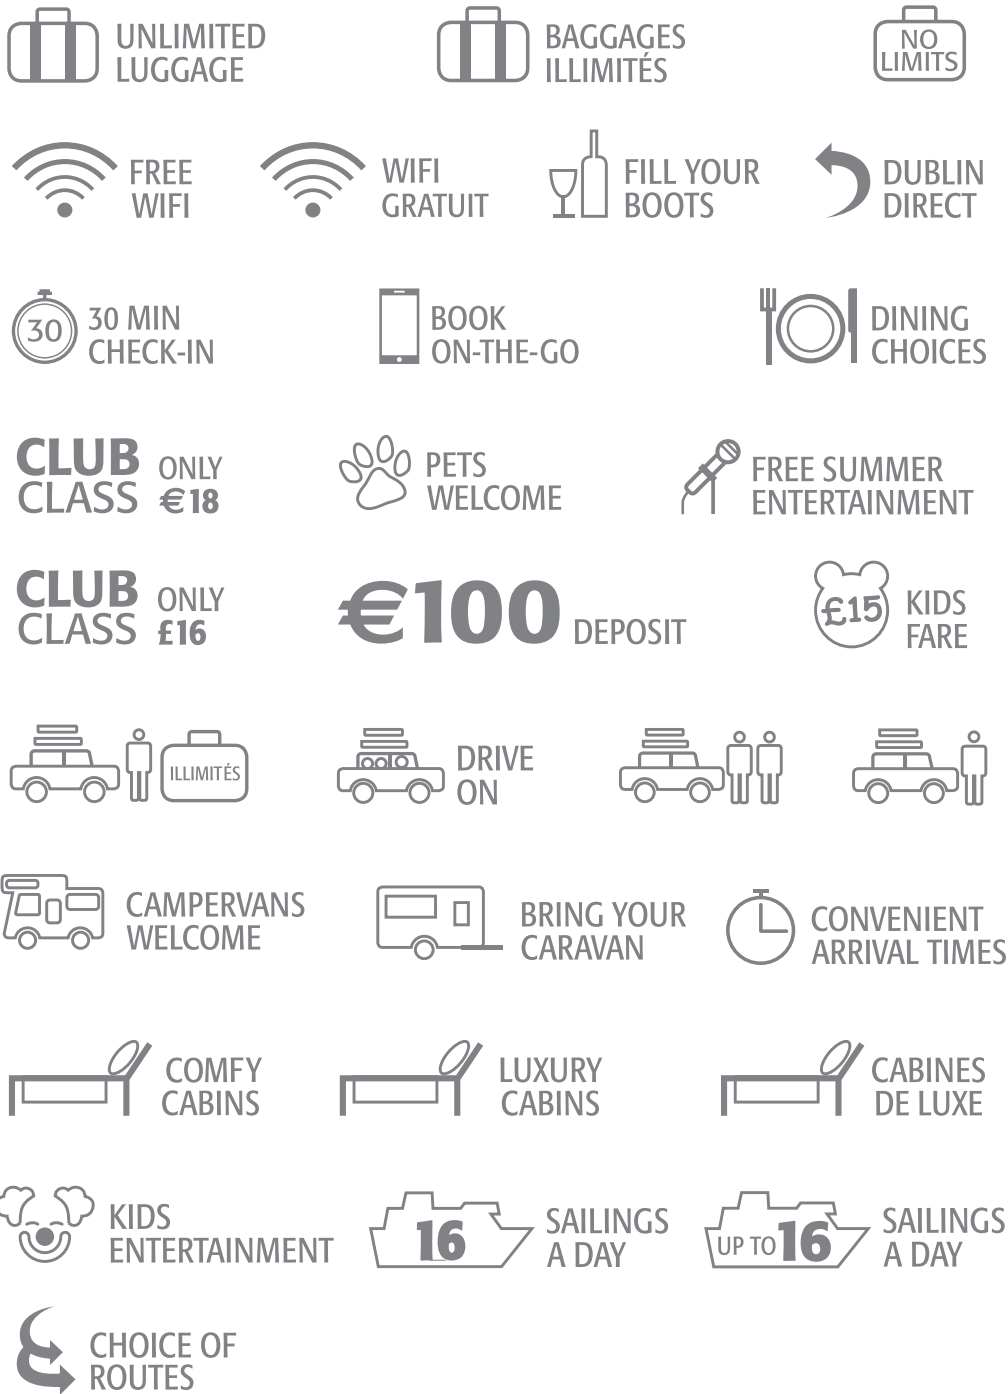 UNLIMITED
LUGGAGE
BAGGAGES
ILLIMITÉS
NO
LIMITS
FREE
WIFI
WIFI
GRATUIT
FILL YOUR
BOOTS
DUBLIN
DIRECT
30
30 MIN
CHECK-IN
BOOK
ON-THE-GO
DINING
CHOICES
CLUB
CLASS
ONLY
€18
PETS
WELCOME
FREE SUMMER
ENTERTAINMENT
CLUB
CLASS
ONLY
£16
€100 DEPOSIT
£15
KIDS
FARE
ILLIMITÉS
DRIVE
ON
CAMPERVANS
WELCOME
BRING YOUR
CARAVAN
CONVENIENT
ARRIVAL TIMES
COMFY
CABINS
LUXURY
CABINS
CABINES
DE LUXE
KIDS
ENTERTAINMENT
16
SAILINGS
A DAY
UP TO 16
SAILINGS
A DAY
CHOICE OF
ROUTES